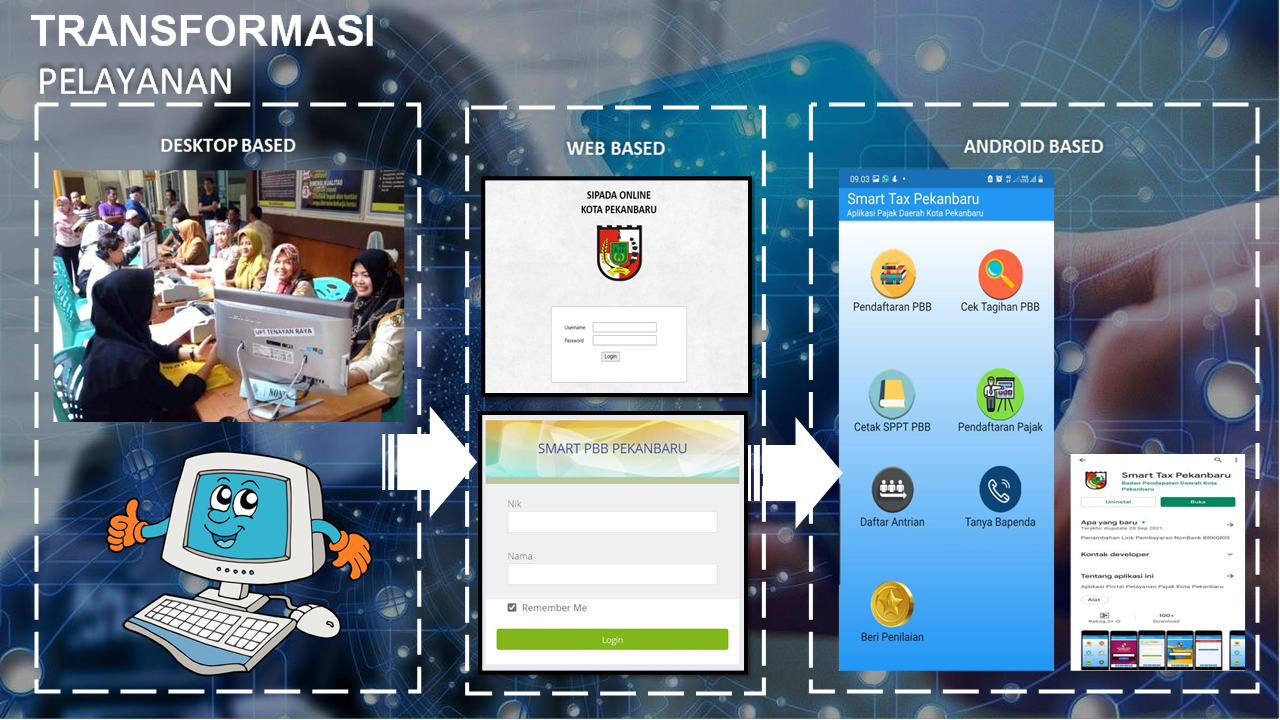 TRANSFORMASI
PELAYANAN
DESKTOP BASED
UPT TENAYAN RAYA
WEB BASED
SIPADA ONLINE
KOTA PEKANBARU
Username
Password
Login
SMART PBB PEKANBARU
Nik
Nama
Remember Me
Login
ANDROID BASED
09.03
Smart Tax Pekanbaru
Aplikasi Pajak Daerah Kota Pekanbaru
Pendaftaran PBB
Cek Tagihan PBB
Cetak SPPT PBB
Pendaftaran Pajak
Daftar Antrian
Tanya Bapenda
Beri Penilaian
Smart Tax Pekanbaru
Badan Pendapatan Daerah Kota
Pekanbaru
Uninstal
Buka
Apa yang baru
Terakhir diupdate 28 Sep 2021
Penambahan Link Pembayaran NonBank BRKQRIS
Kontak developer
Tentang aplikasi ini
Aplikasi Portal Pelayanan Pajak Kota Pekanbaru
Alat
3+
100+
Rating 3+
Download